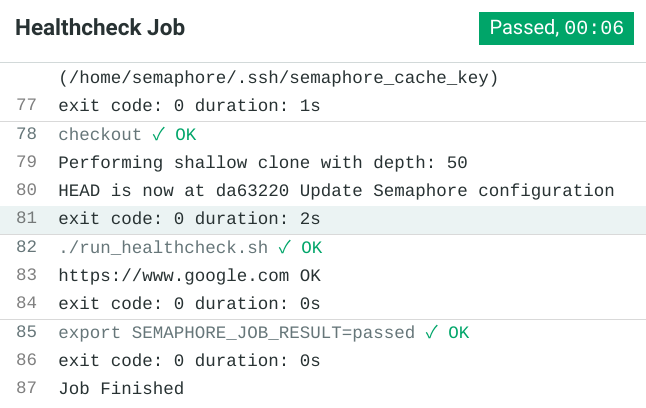 Healthcheck Job
Passed, 00:06
(/home/semaphore/.ssh/semaphore_cache_key)
77 exit code: 0 duration: 1s
78 checkout ✓ OK
79 Performing shallow clone with depth: 50
80 HEAD is now at da63220 Update Semaphore configuration
81 exit code: 0 duration: 2s
82 ./run_healthcheck.sh ✓ OK
83 https://www.google.com OK
84 exit code: 0 duration: 0s
85 export SEMAPHORE_JOB_RESULT=passed ✓ OK
86 exit code: 0 duration: 0s
87 Job Finished